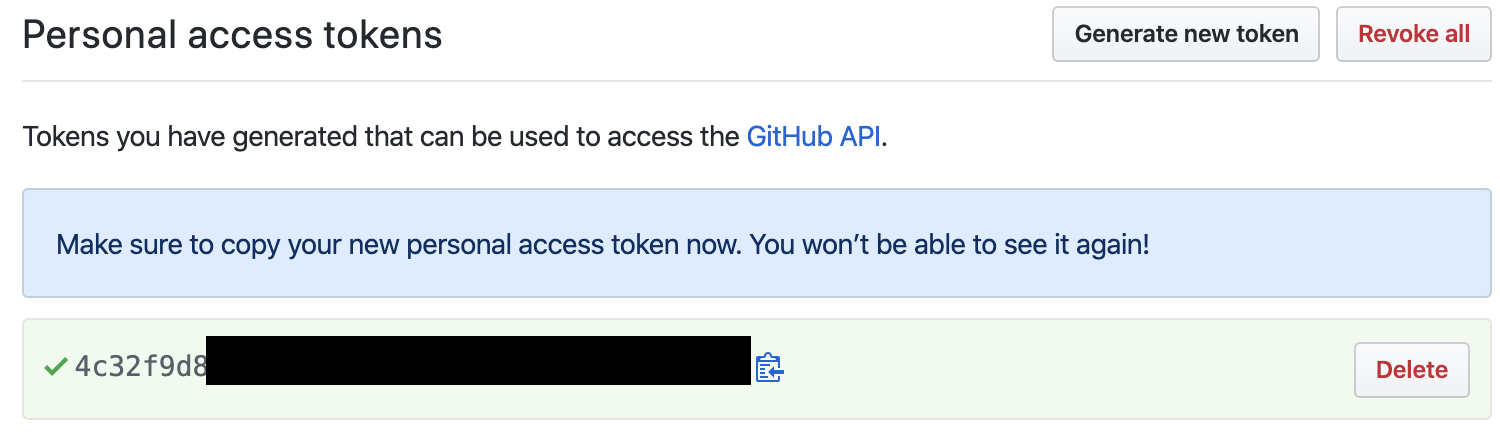 Personal access tokens
Generate new token
Revoke all
Tokens you have generated that can be used to access the GitHub API.
Make sure to copy your new personal access token now. You won’t be able to see it again!
4c32f9d8
Delete